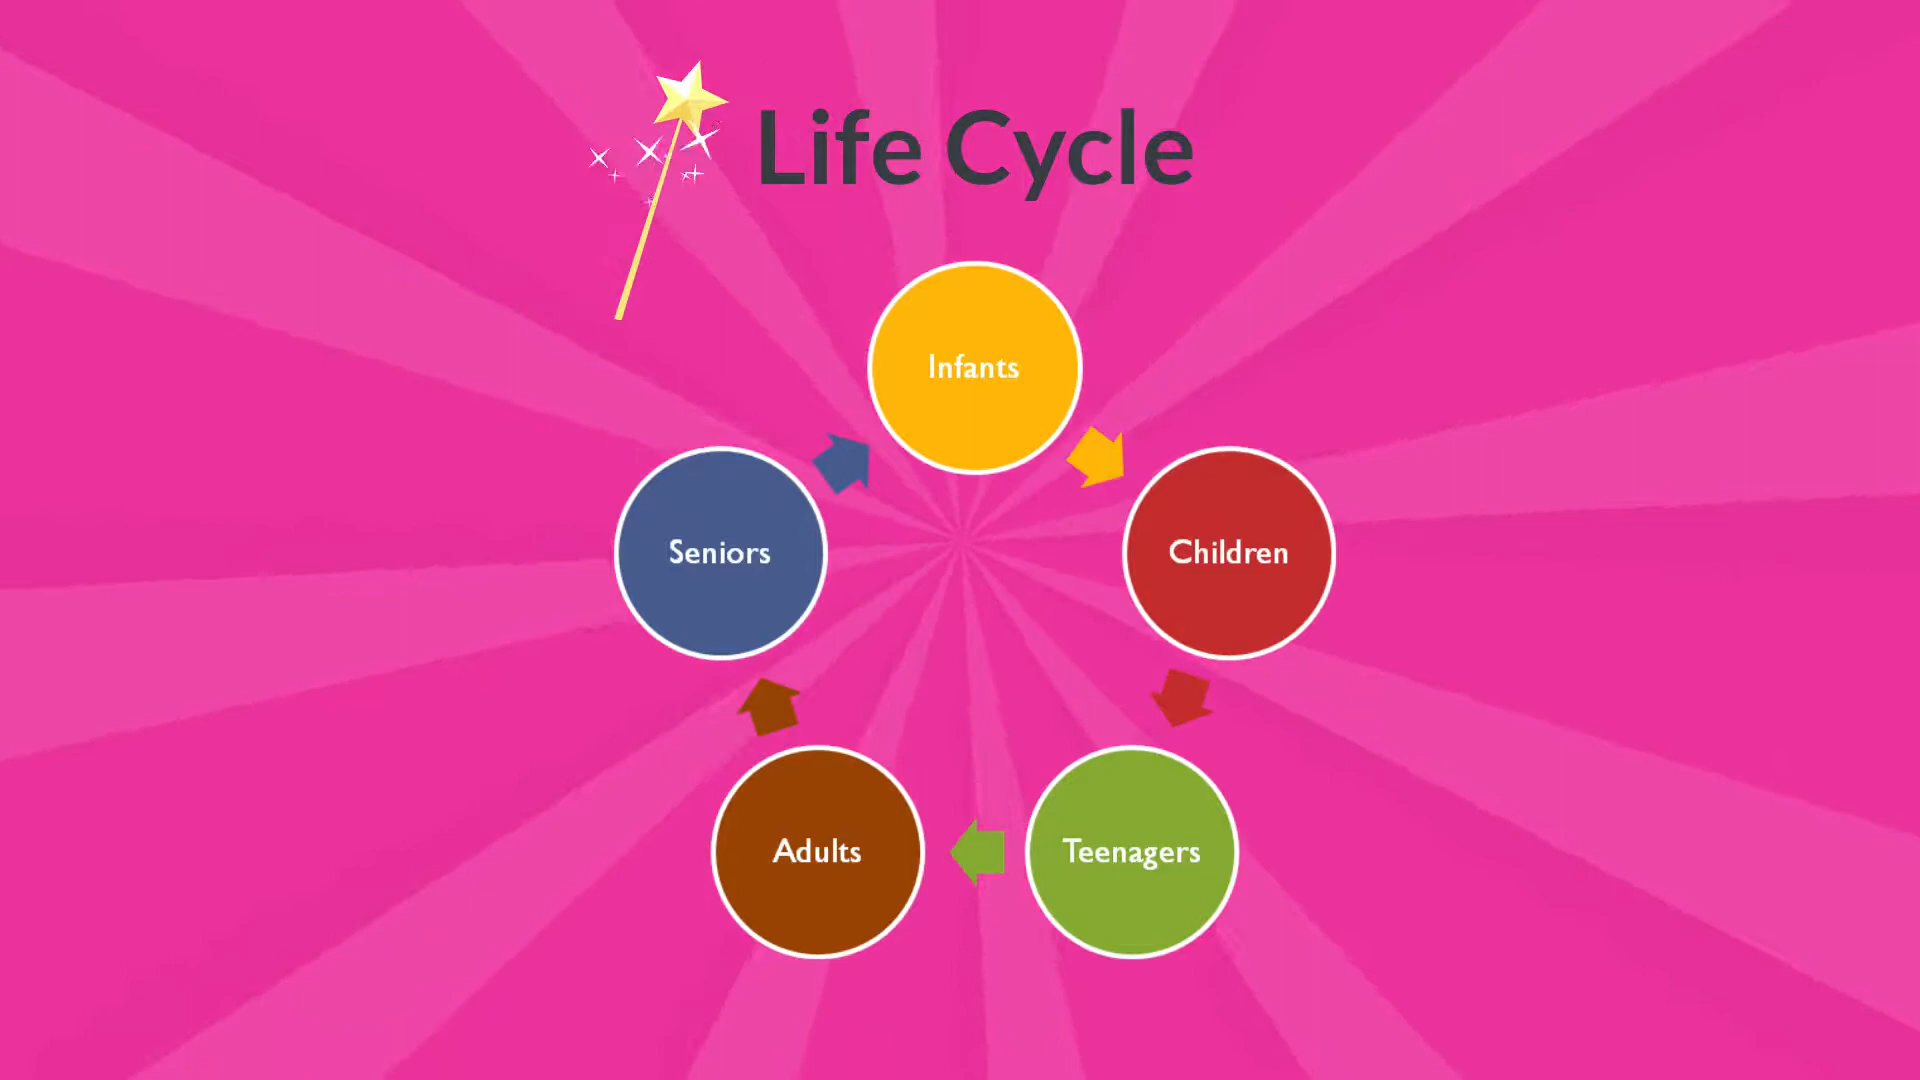 Life Cycle
Infants
Children
Teenagers
Adults
Seniors